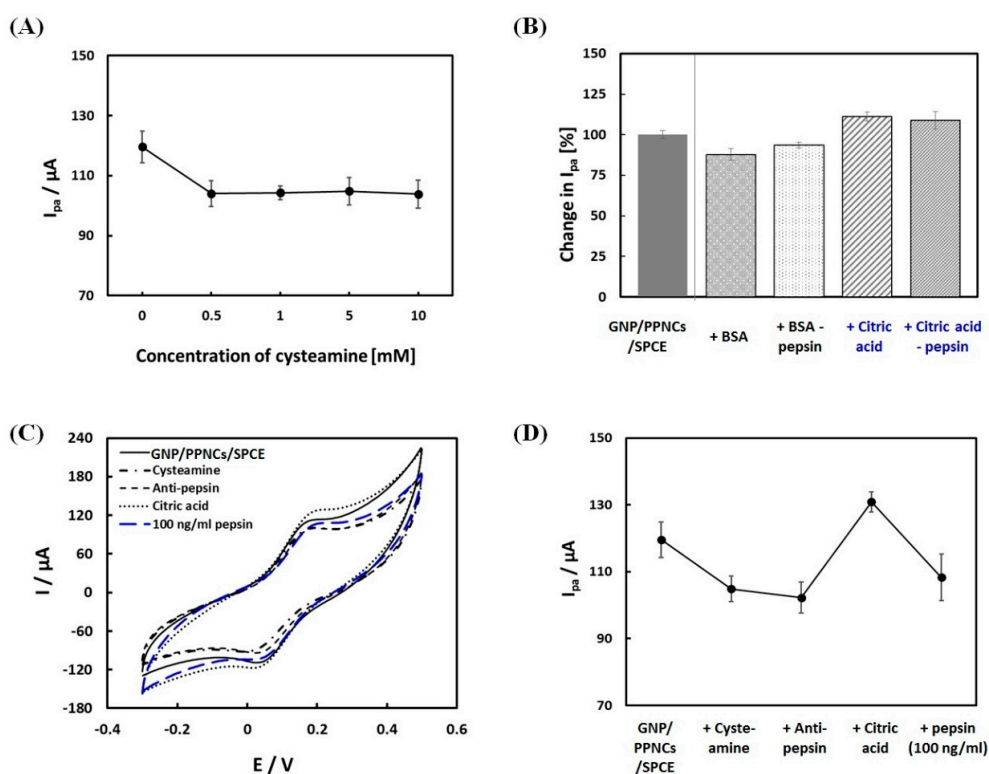 (A)
150
130
110
90
70
I_pa / µA
0 0.5 1 5 10
Concentration of cysteamine [mM]
(B)
150
125
100
75
50
25
0
Change in I_pa [%]
GNP/PPNCs
/SPCE
+ BSA
+ BSA -
pepsin
+ Citric
acid
+ Citric acid
- pepsin
(C)
240
180
120
60
0
-60
-120
-180
I / µA
GNP/PPNCs/SPCE
Cysteamine
Anti-pepsin
Citric acid
100 ng/ml pepsin
-0.4 -0.2 0 0.2 0.4 0.6
E / V
(D)
150
130
110
90
70
I_pa / µA
GNP/
PPNCs
/SPCE
+ Cyste-
amine
+ Anti-
pepsin
+ Citric
acid
+ pepsin
(100 ng/ml)